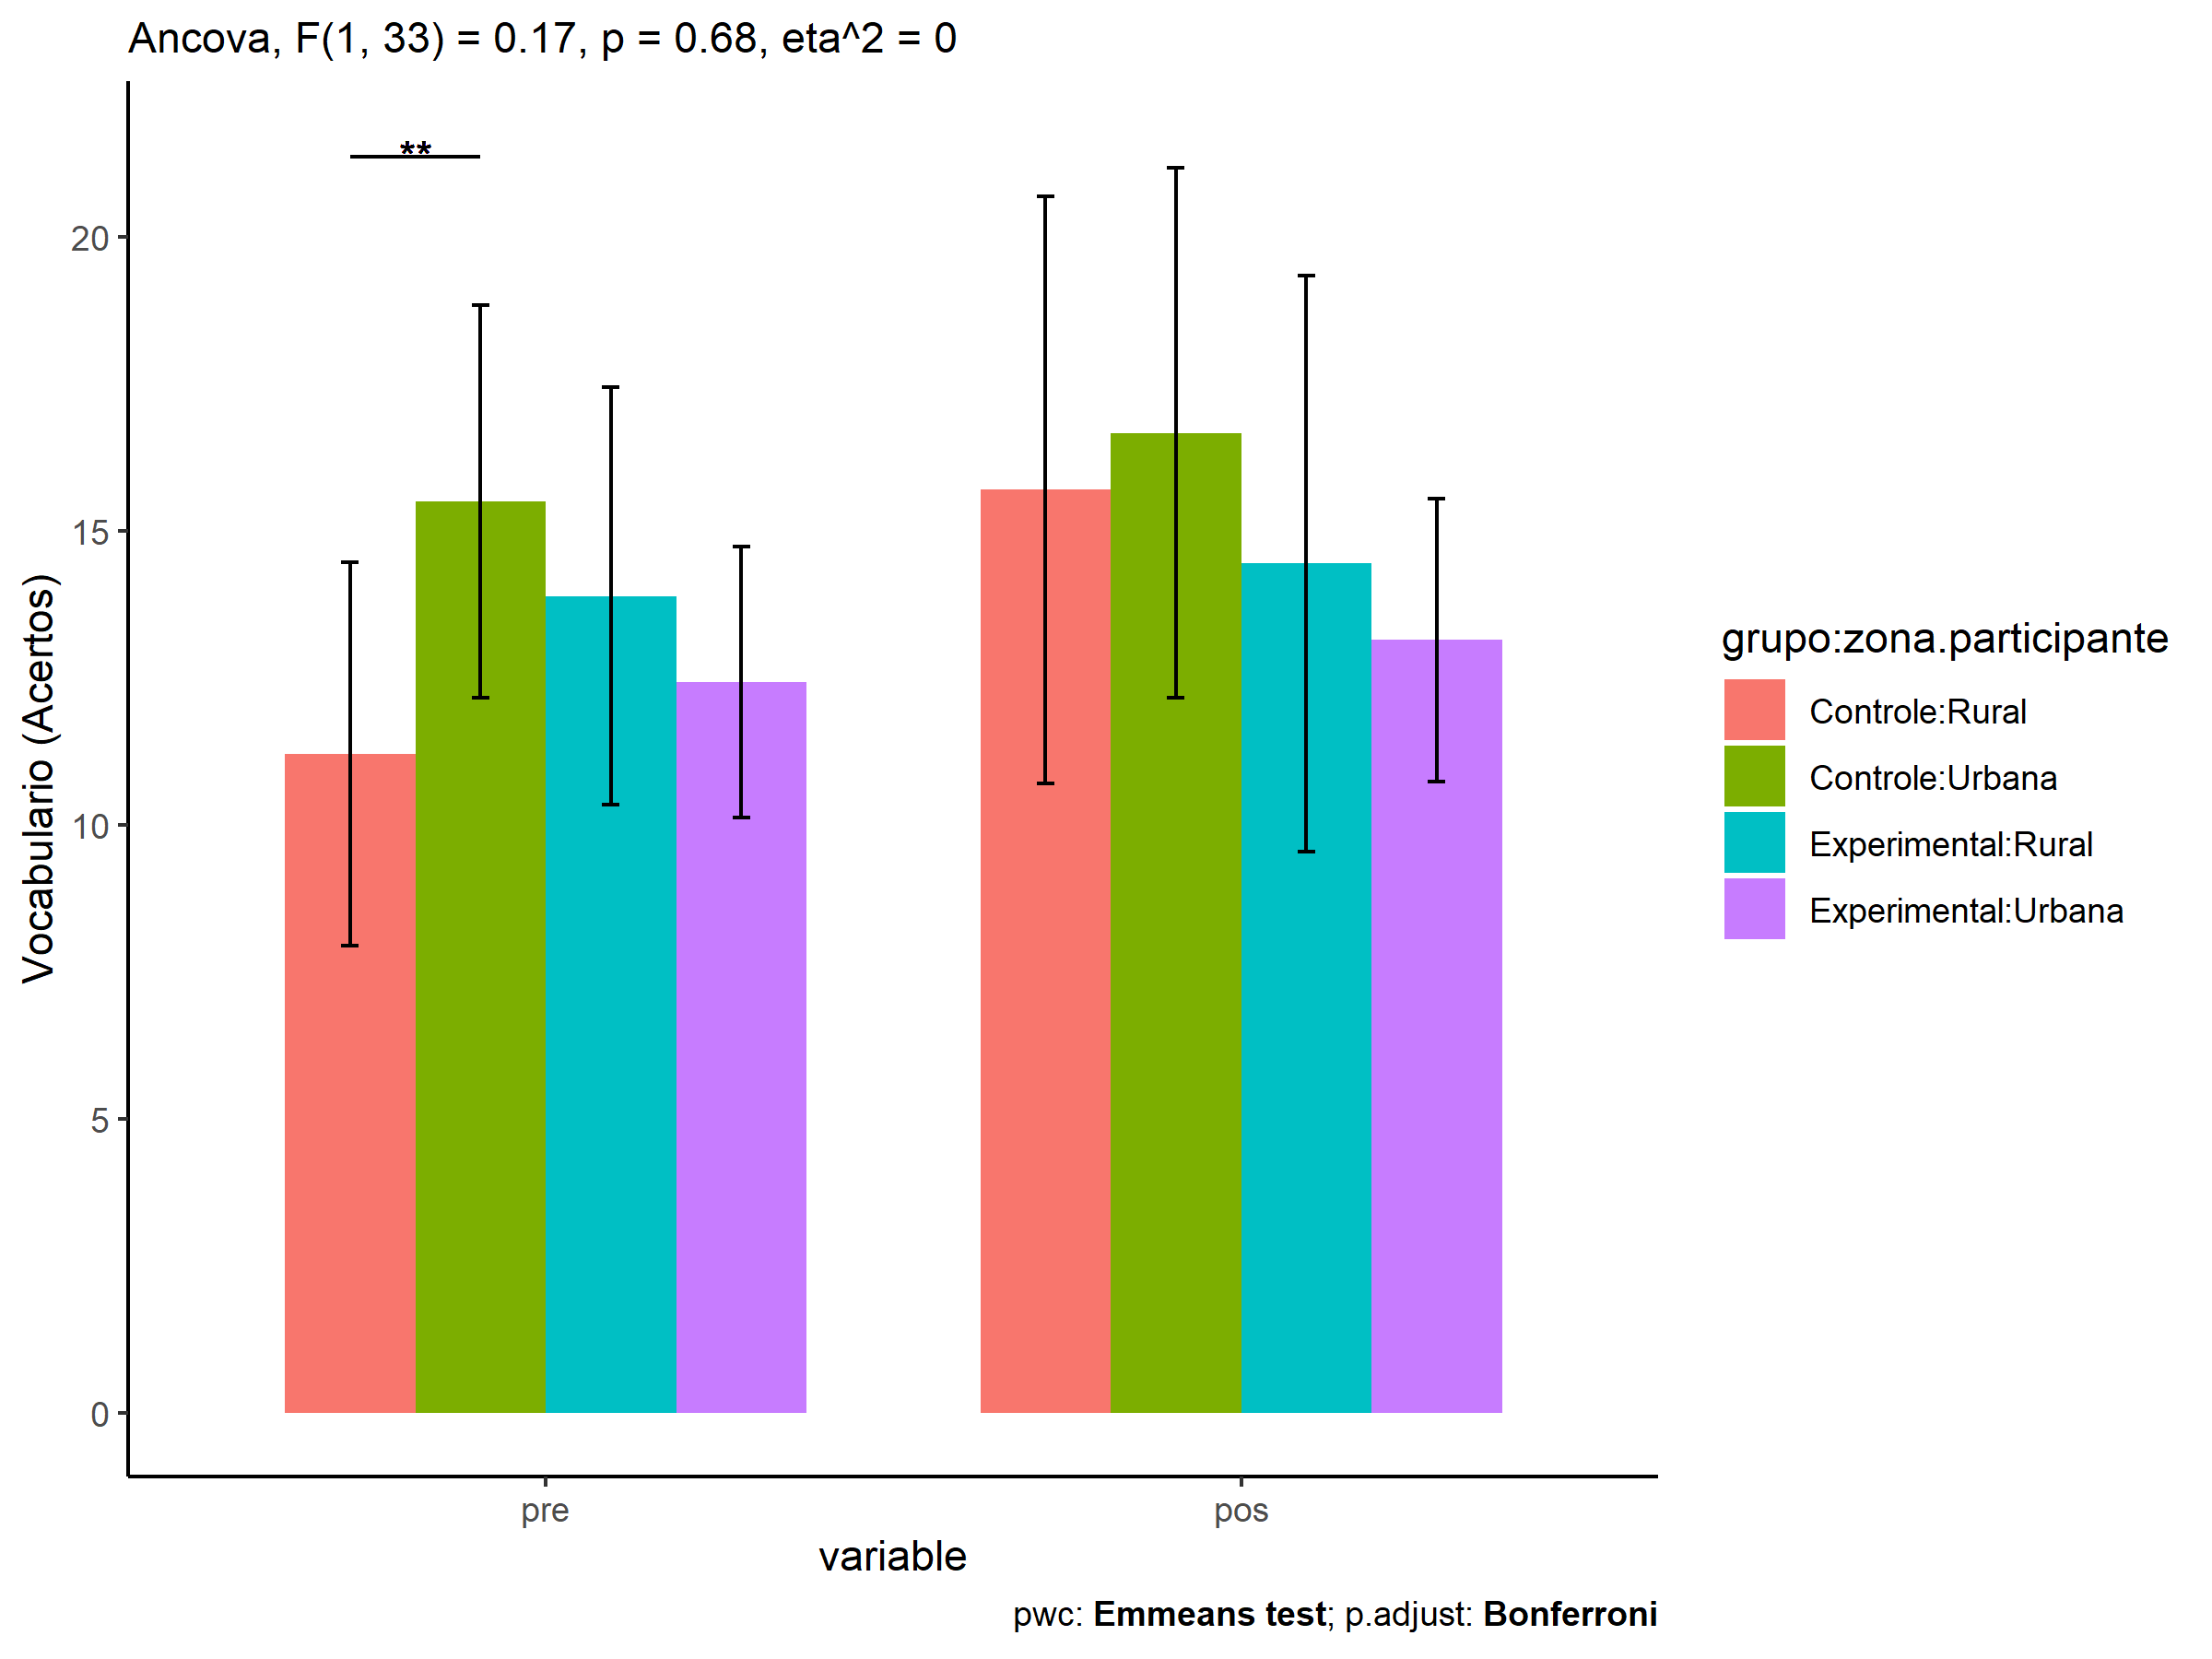 Ancova, F(1, 33) = 0.17, p = 0.68, eta^2 = 0
**
20
15
10
5
0
Vocabulario (Acertos)
pre
pos
variable
pwc: Emmeans test; p.adjust: Bonferroni
grupo:zona.participante
Controle:Rural
Controle:Urbana
Experimental:Rural
Experimental:Urbana